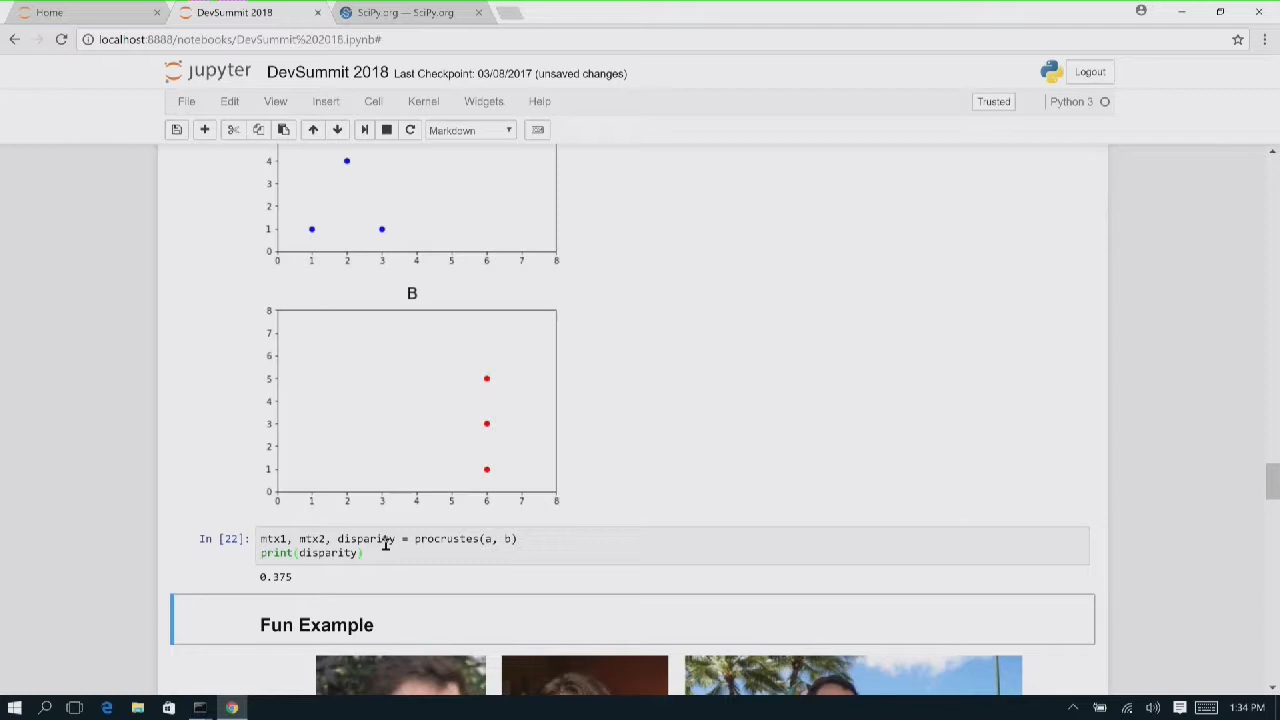 Home
DevSummit 2018
SciPy.org — SciPy.org
localhost:8888/notebooks/DevSummit%202018.ipynb#
jupyter DevSummit 2018 Last Checkpoint: 03/08/2017 (unsaved changes)
Logout
File Edit View Insert Cell Kernel Widgets Help
Trusted
Python 3
Markdown
4
3
2
1
0
0 1 2 3 4 5 6 7 8
B
8
7
6
5
4
3
2
1
0
0 1 2 3 4 5 6 7 8
In [22]: mtx1, mtx2, disparity = procrustes(a, b)
print(disparity)
0.375
Fun Example
1:34 PM